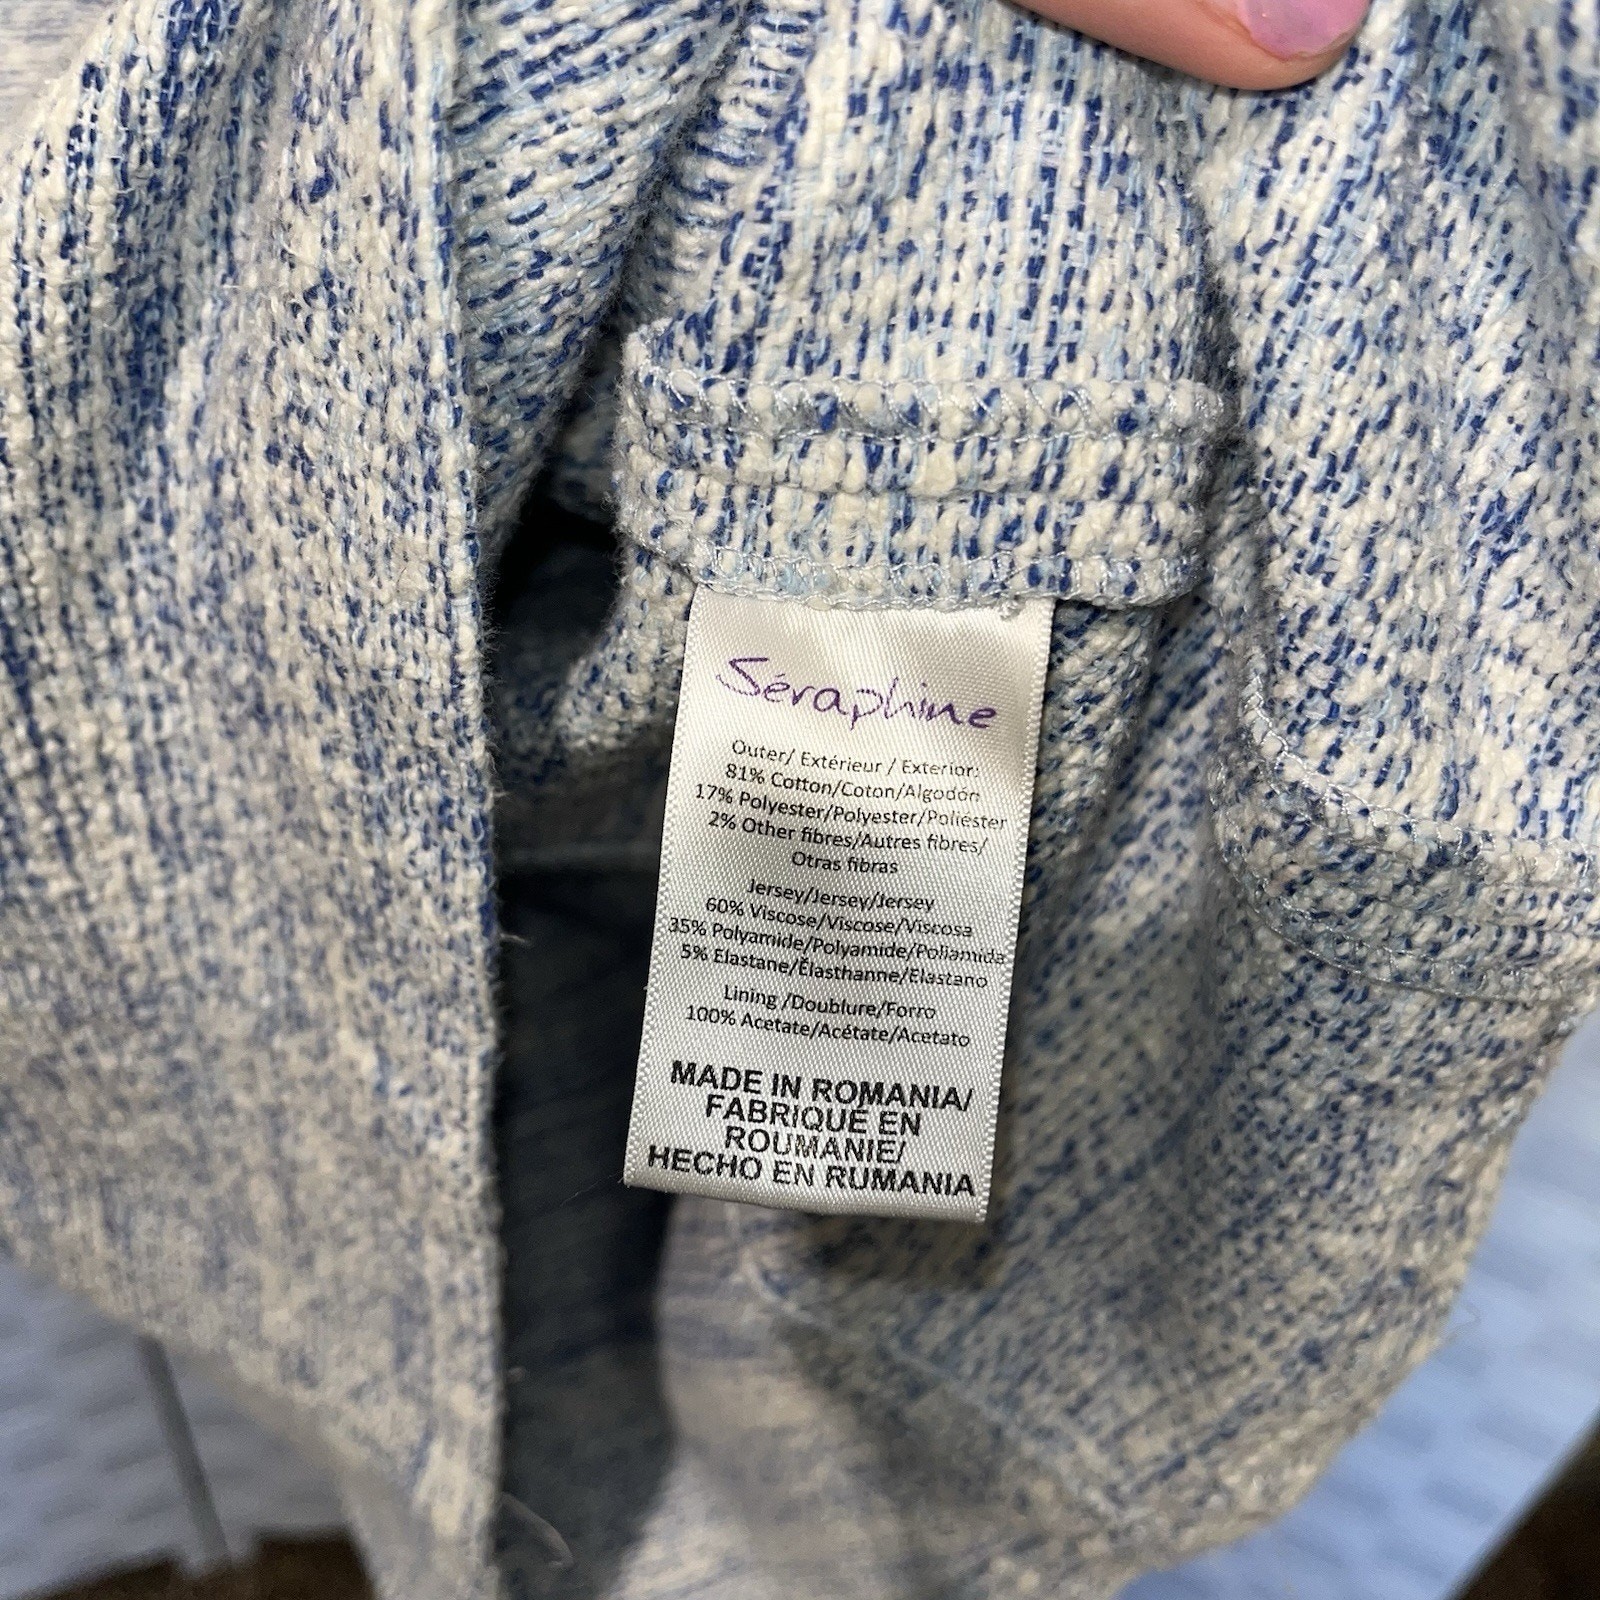 Séraphine
Outer/ Extérieur / Exterior:
81% Cotton/Coton/Algodón
17% Polyester/Polyester/Poliéster
2% Other fibres/Autres fibres/
Otras fibras
Jersey/Jersey/Jersey
60% Viscose/Viscose/Viscosa
35% Polyamide/Polyamide/Poliamida
5% Elastane/Élasthanne/Elastano
Lining /Doublure/Forro
100% Acetate/Acétate/Acetato
MADE IN ROMANIA/
FABRIQUÉ EN
ROUMANIE/
HECHO EN RUMANIA